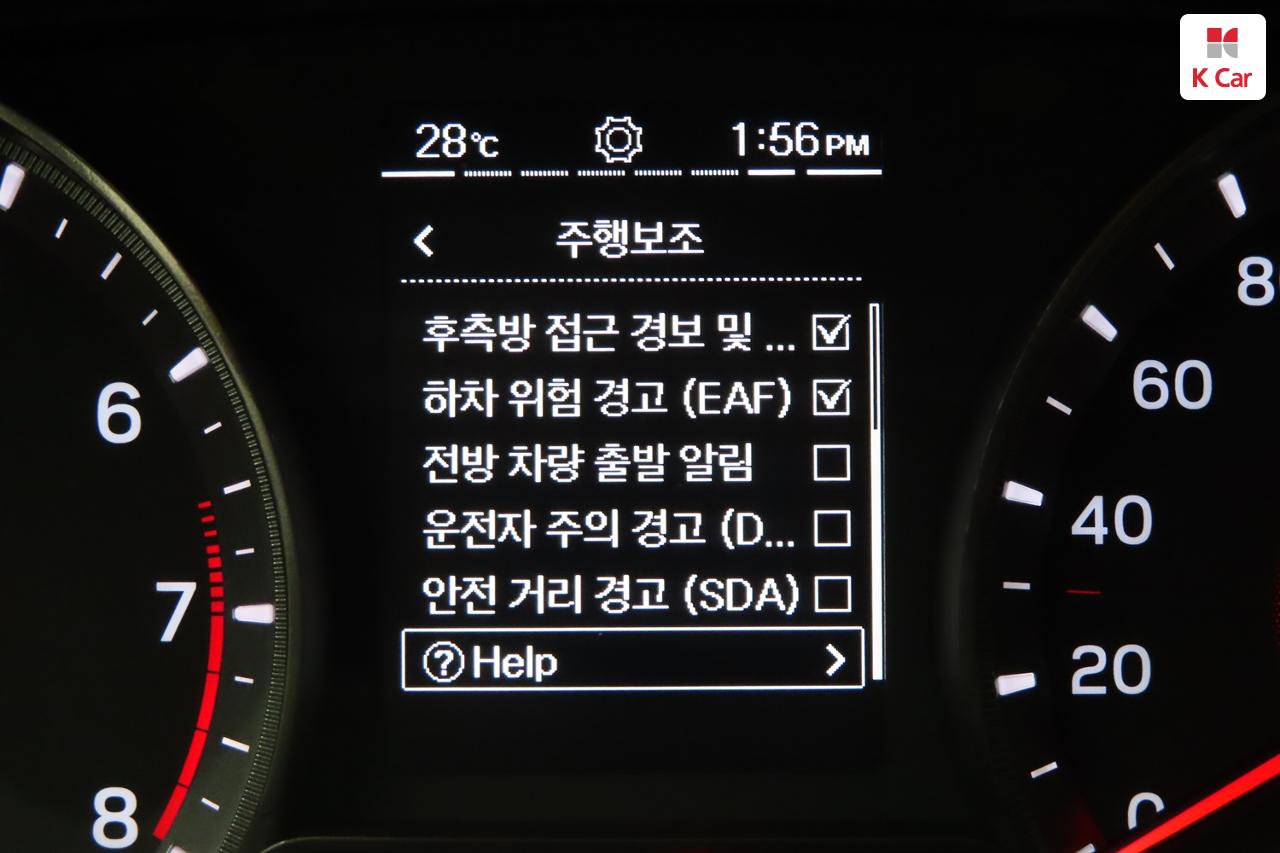 K Car
28℃ 1:56PM
주행보조
후측방 접근 경보 및 ...
하차 위험 경고 (EAF)
전방 차량 출발 알림
운전자 주의 경고 (D...
안전 거리 경고 (SDA)
Help
6
7
8
8
60
40
20
0